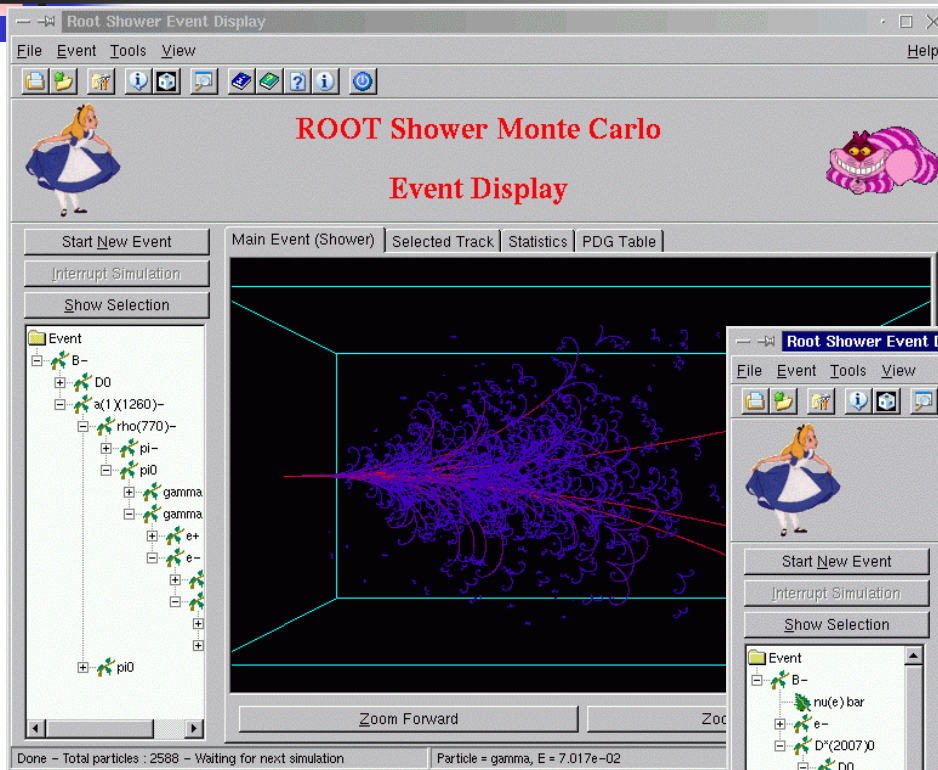 Root Shower Event Display
File Event Tools View Help
ROOT Shower Monte Carlo
Event Display
Start New Event
Interrupt Simulation
Show Selection
Main Event (Shower) Selected Track Statistics PDG Table
Event
B-
D0
a(1)(1260)-
rho(770)-
pi-
pi0
gamma
gamma
e+
e-
pi0
Zoom Forward
Done - Total particles : 2588 - Waiting for next simulation
Particle = gamma, E = 7.017e-02
Root Shower Event
File Event Tools View
Start New Event
Interrupt Simulation
Show Selection
Event
B-
nu(e) bar
e-
D*(2007)0
D0